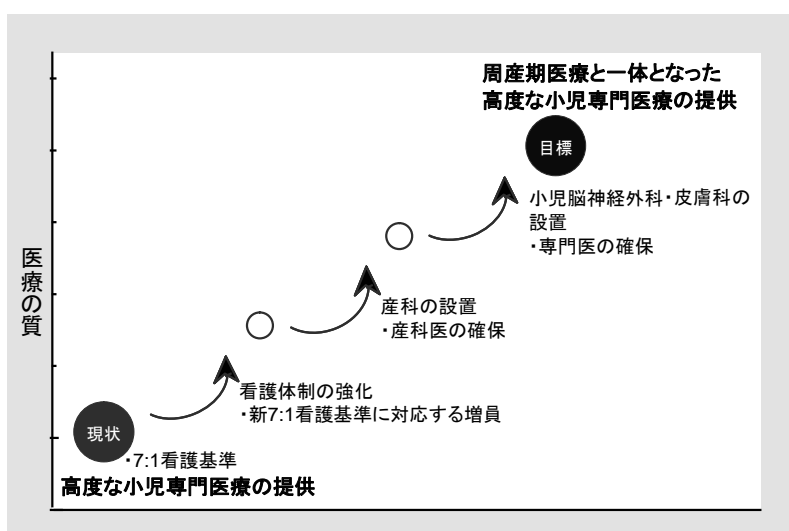 周産期医療と一体となった
高度な小児専門医療の提供
目標
小児脳神経外科・皮膚科の
設置
・専門医の確保
産科の設置
・産科医の確保
看護体制の強化
・新7:1看護基準に対応する増員
現状
・7:1看護基準
高度な小児専門医療の提供
医療の質